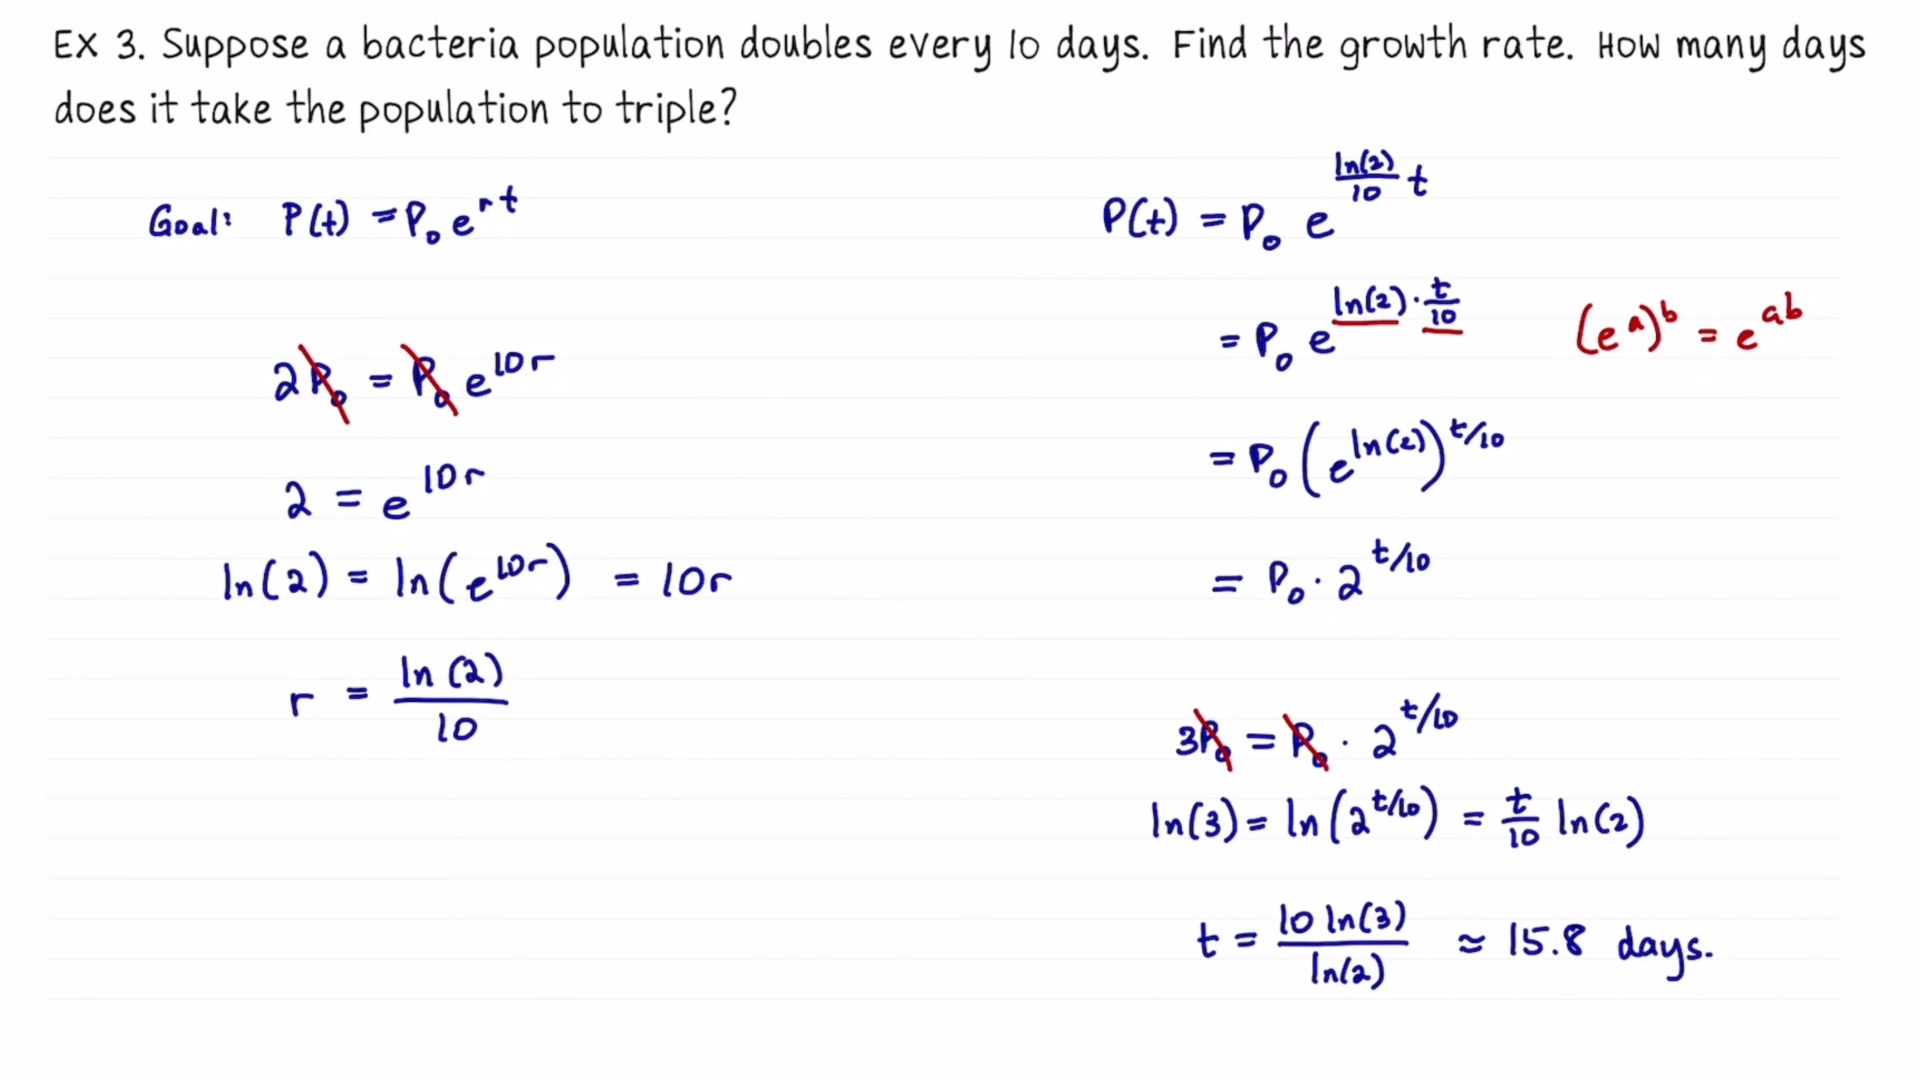 Ex 3. Suppose a bacteria population doubles every 10 days. Find the growth rate. How many days
does it take the population to triple?
Goal: P(t) = P₀ e^{rt}
2P₀ = P₀ e^{10r}
2 = e^{10r}
ln(2) = ln(e^{10r}) = 10r
r = ln(2)/10
P(t) = P₀ e^{ln(2)/10 t}
= P₀ e^{ln(2)·t/10}
(e^a)^b = e^{ab}
= P₀ (e^{ln(2)})^{t/10}
= P₀ · 2^{t/10}
3P₀ = P₀ · 2^{t/10}
ln(3) = ln(2^{t/10}) = t/10 ln(2)
t = 10 ln(3)/ln(2) ≈ 15.8 days.